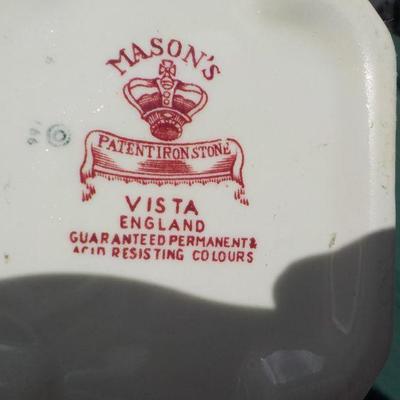 MASON'S
PATENT IRONSTONE
VISTA
ENGLAND
GUARANTEED PERMANENT &
ACID RESISTING COLOURS